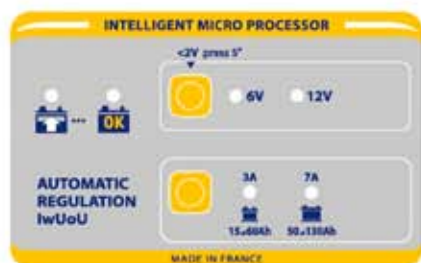 INTELLIGENT MICRO PROCESSOR
<2V press 5"
6V 12V
... OK
AUTOMATIC
REGULATION
IwUoU
3A 7A
15→60Ah 50→130Ah
MADE IN FRANCE